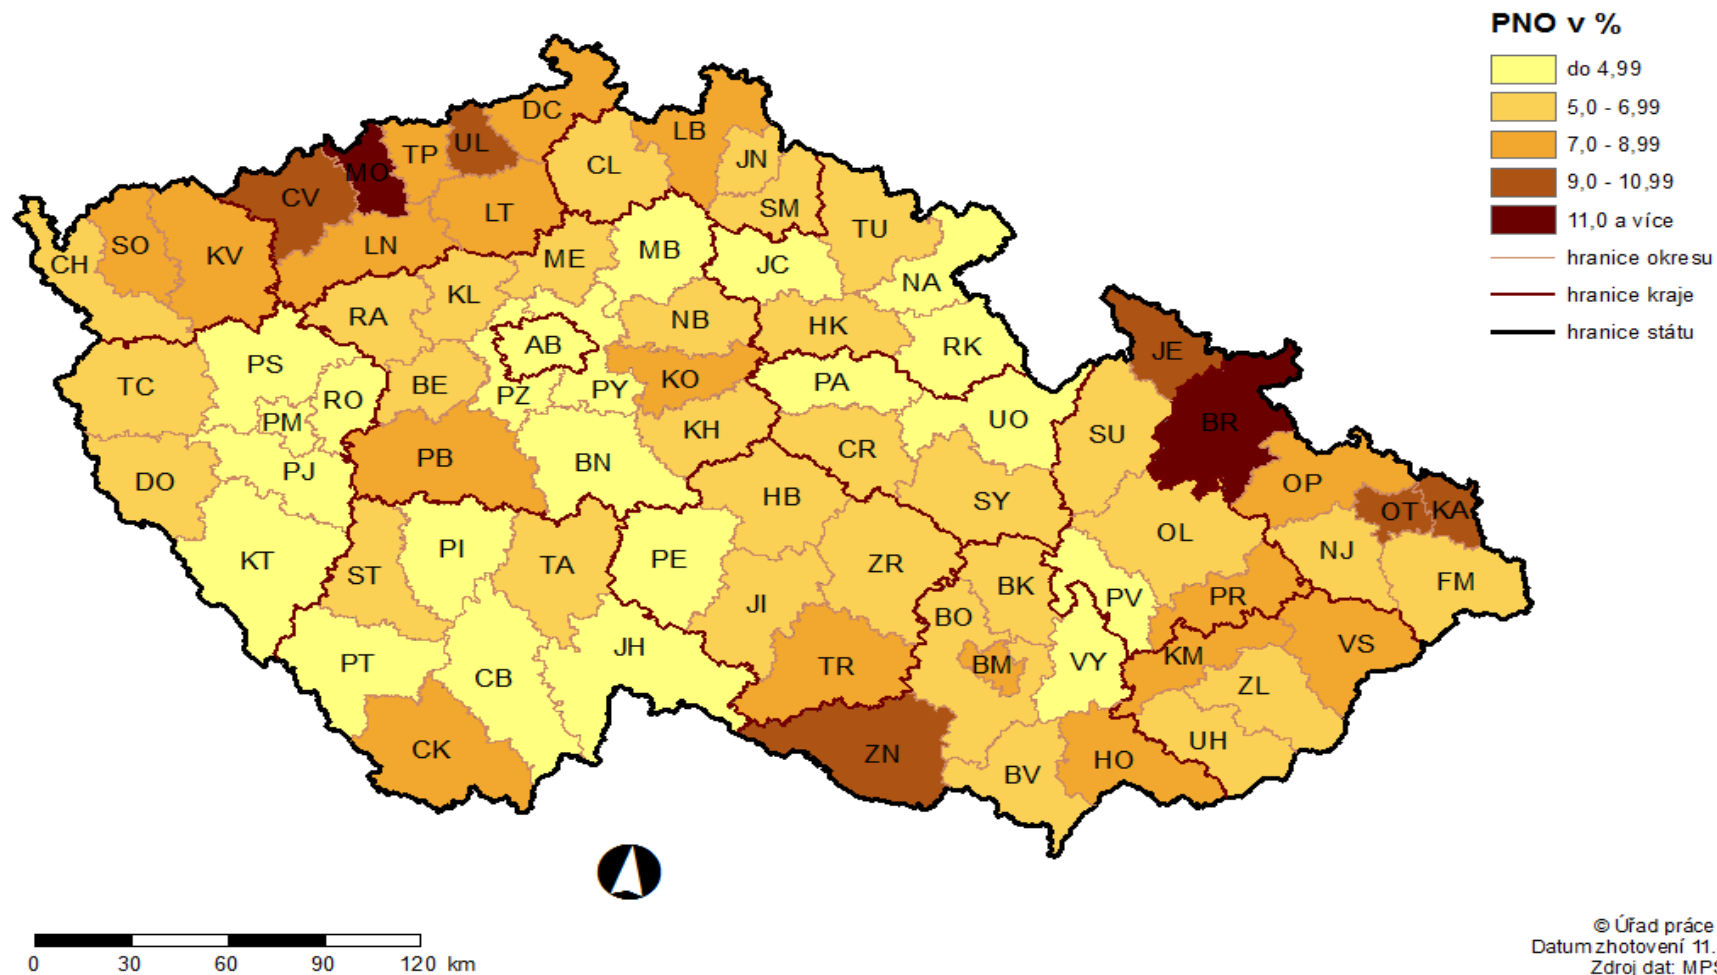 PNO v %
do 4,99
5,0 - 6,99
7,0 - 8,99
9,0 - 10,99
11,0 a více
hranice okresu
hranice kraje
hranice státu
DC
LB
UL
TP
MO
CL
JN
CV
LT
SM
SO
KV
LN
TU
CH
ME
MB
JC
NA
KL
RA
NB
HK
AB
RK
JE
PS
TC
BE
PZ
PY
KO
PA
RO
PM
UO
SU
BR
KH
CR
PB
BN
PJ
DO
HB
SY
OP
OT
KA
KT
PI
TA
PE
ZR
OL
NJ
ST
JI
BK
FM
BO
PV
PR
PT
JH
CB
TR
BM
VY
KM
VS
ZL
CK
ZN
BV
HO
UH
0 30 60 90 120 km
© Úřad práce
Datum zhotovení 11.
Zdroj dat: